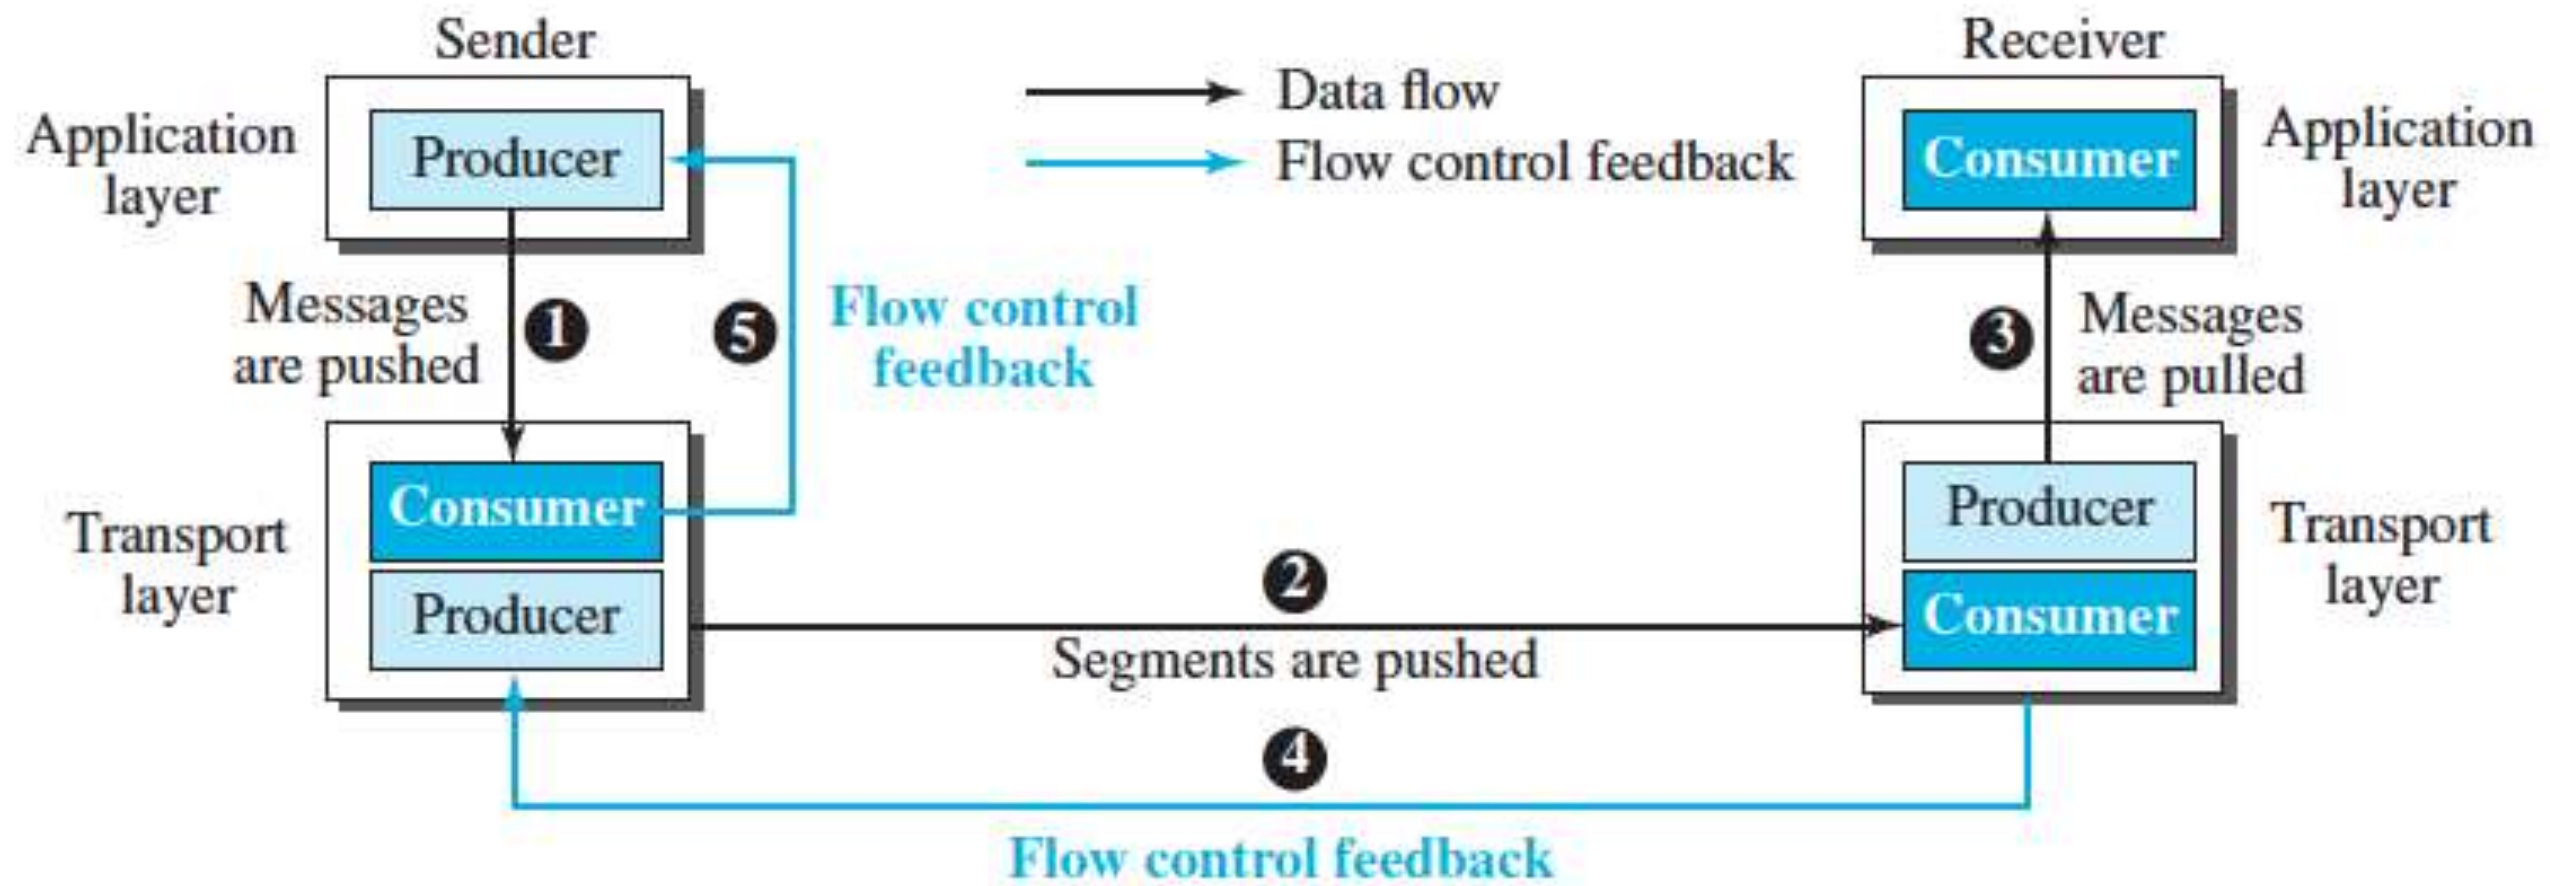 Sender
Receiver
Data flow
Flow control feedback
Application
layer
Producer
Consumer
Application
layer
Messages
are pushed
1
5
Flow control
feedback
3
Messages
are pulled
Transport
layer
Consumer
Producer
2
Segments are pushed
Producer
Consumer
Transport
layer
4
Flow control feedback